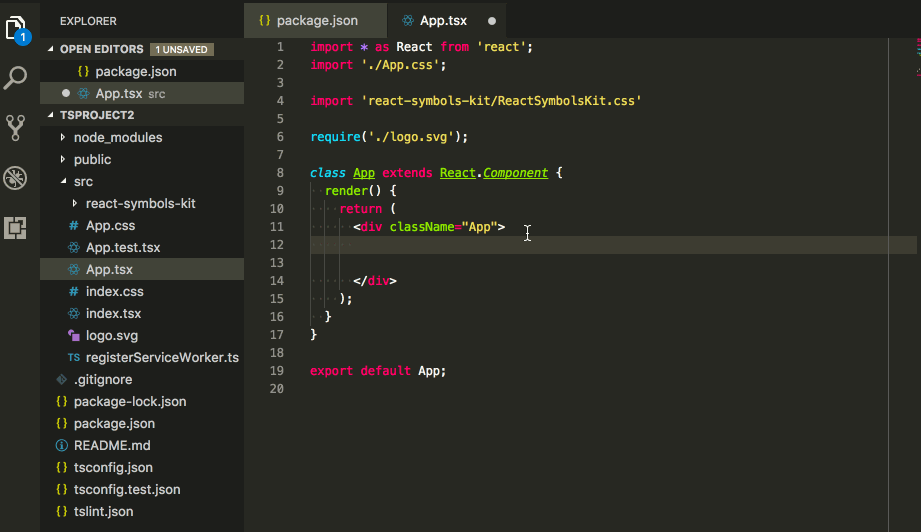 EXPLORER
OPEN EDITORS 1 UNSAVED
{} package.json
App.tsx src
TSPROJECT2
node_modules
public
src
react-symbols-kit
# App.css
App.test.tsx
App.tsx
# index.css
index.tsx
logo.svg
TS registerServiceWorker.ts
.gitignore
{} package-lock.json
{} package.json
README.md
{} tsconfig.json
{} tsconfig.test.json
{} tslint.json
1
{} package.json App.tsx
1 import * as React from 'react';
2 import './App.css';
3
4 import 'react-symbols-kit/ReactSymbolsKit.css'
5
6 require('./logo.svg');
7
8 class App extends React.Component {
9 render() {
10 return (
11 <div className="App">
12
13
14 </div>
15 );
16 }
17 }
18
19 export default App;
20